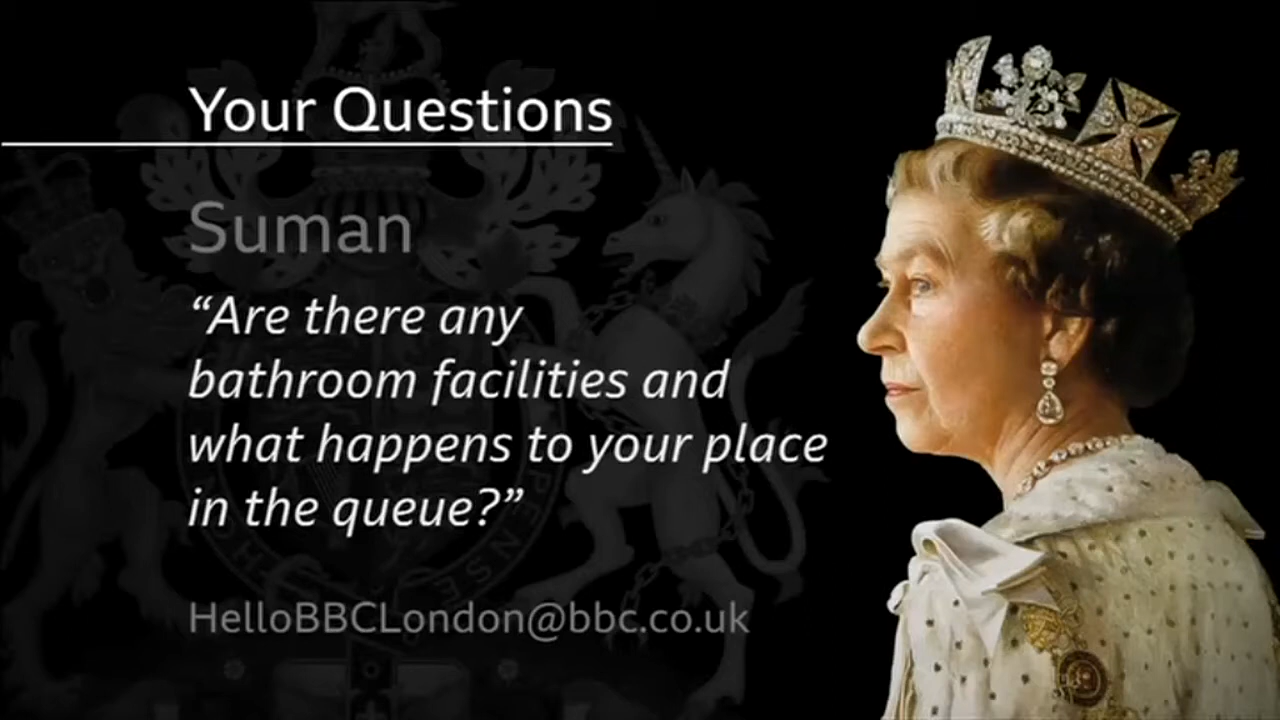 Your Questions
Suman
“Are there any
bathroom facilities and
what happens to your place
in the queue?”
HelloBBCLondon@bbc.co.uk